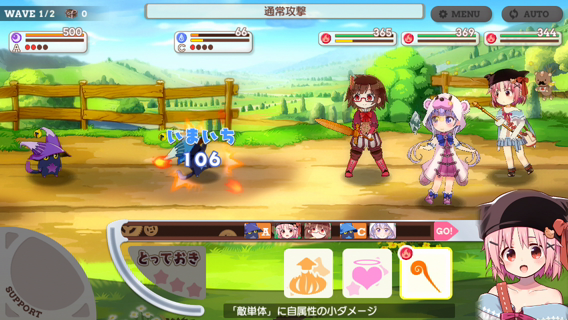 WAVE 1/2
0
通常攻撃
MENU
AUTO
500
A
66
C
365
369
344
いまいち
106
A
C
GO!
とっておき
SUPPORT
「敵単体」に自属性の小ダメージ